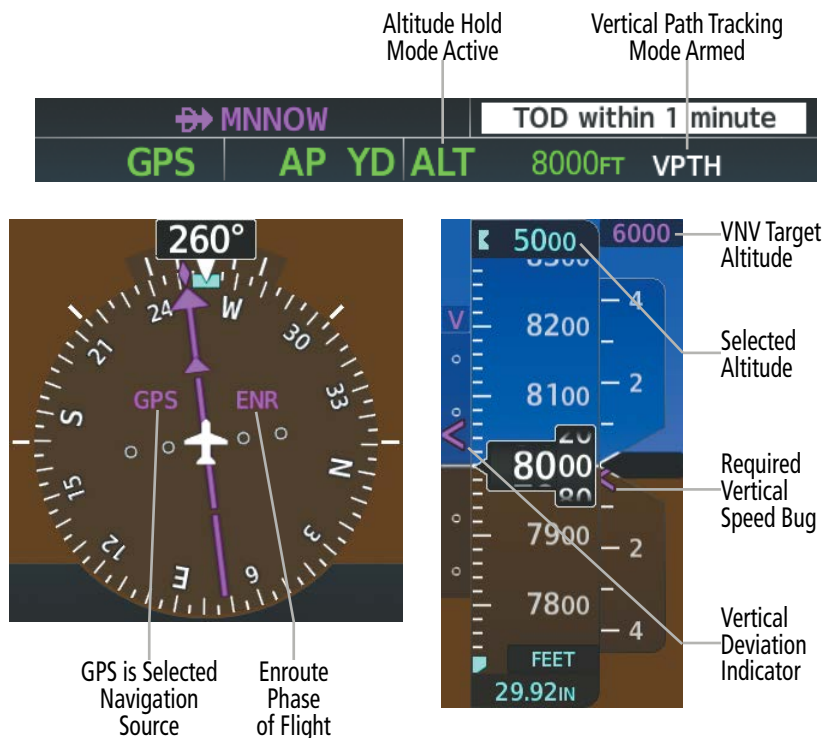 Altitude Hold
Mode Active
Vertical Path Tracking
Mode Armed
MNNOW
TOD within 1 minute
GPS
AP YD
ALT
8000FT
VPTH
260°
24
W
30
33
N
3
6
E
12
15
S
21
GPS
ENR
5000
6000
V
8300
8200
8100
20
8000
80
7900
7800
4
2
2
4
FEET
29.92IN
VNV Target
Altitude
Selected
Altitude
Required
Vertical
Speed Bug
Vertical
Deviation
Indicator
GPS is Selected
Navigation
Source
Enroute
Phase
of Flight